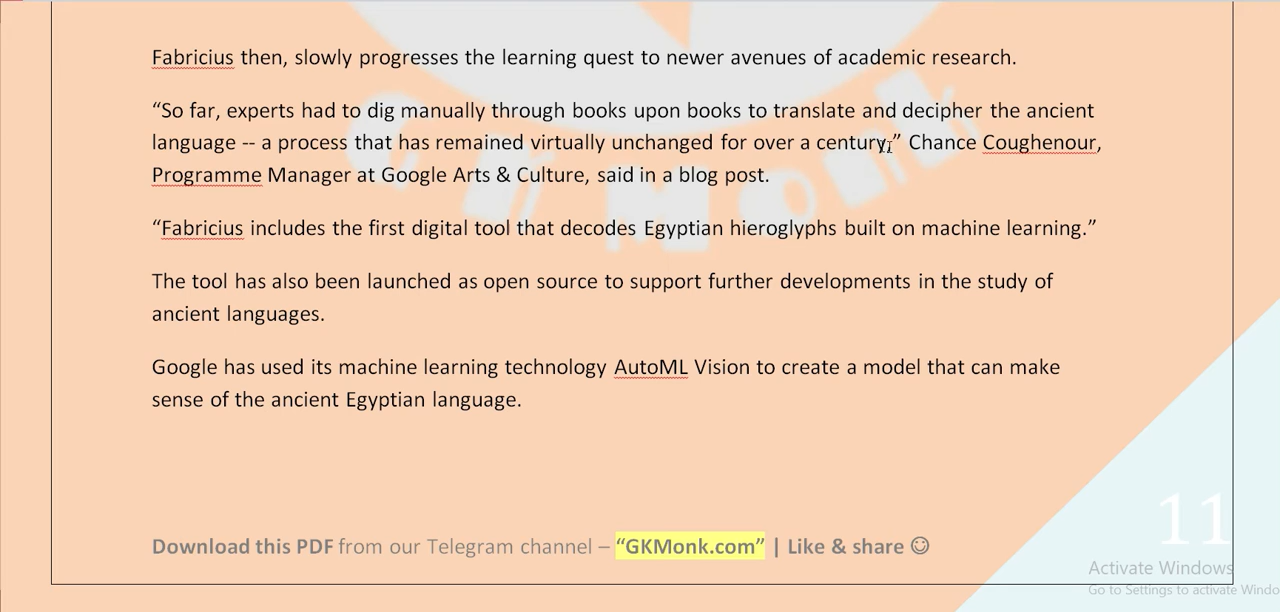 Fabricius then, slowly progresses the learning quest to newer avenues of academic research.
“So far, experts had to dig manually through books upon books to translate and decipher the ancient
language -- a process that has remained virtually unchanged for over a century,” Chance Coughenour,
Programme Manager at Google Arts & Culture, said in a blog post.
“Fabricius includes the first digital tool that decodes Egyptian hieroglyphs built on machine learning.”
The tool has also been launched as open source to support further developments in the study of
ancient languages.
Google has used its machine learning technology AutoML Vision to create a model that can make
sense of the ancient Egyptian language.
GK Monk
Download this PDF from our Telegram channel – “GKMonk.com” | Like & share ☺
11
Activate Windows
Go to Settings to activate Windo